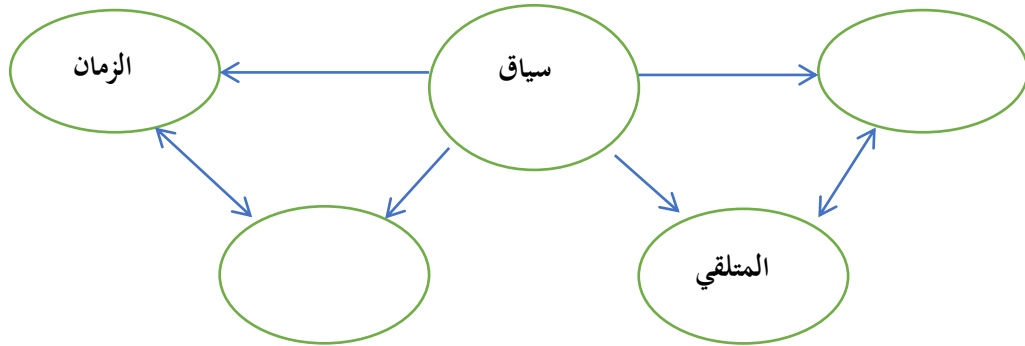 سياق
الزمان
المتلقي